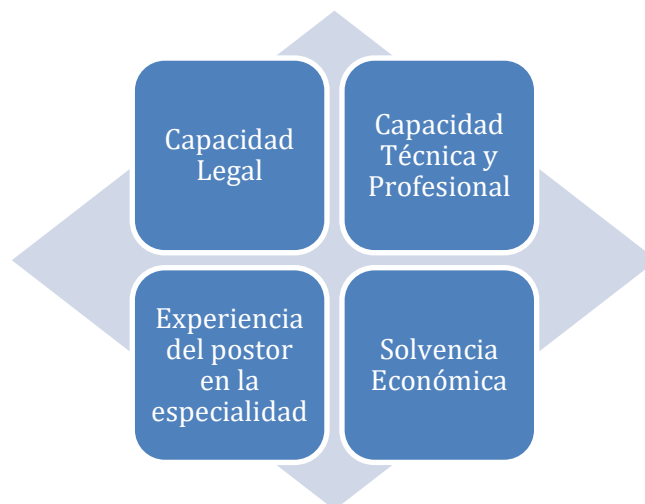 Capacidad
Legal
Capacidad
Técnica y
Profesional
Experiencia
del postor
en la
especialidad
Solvencia
Económica